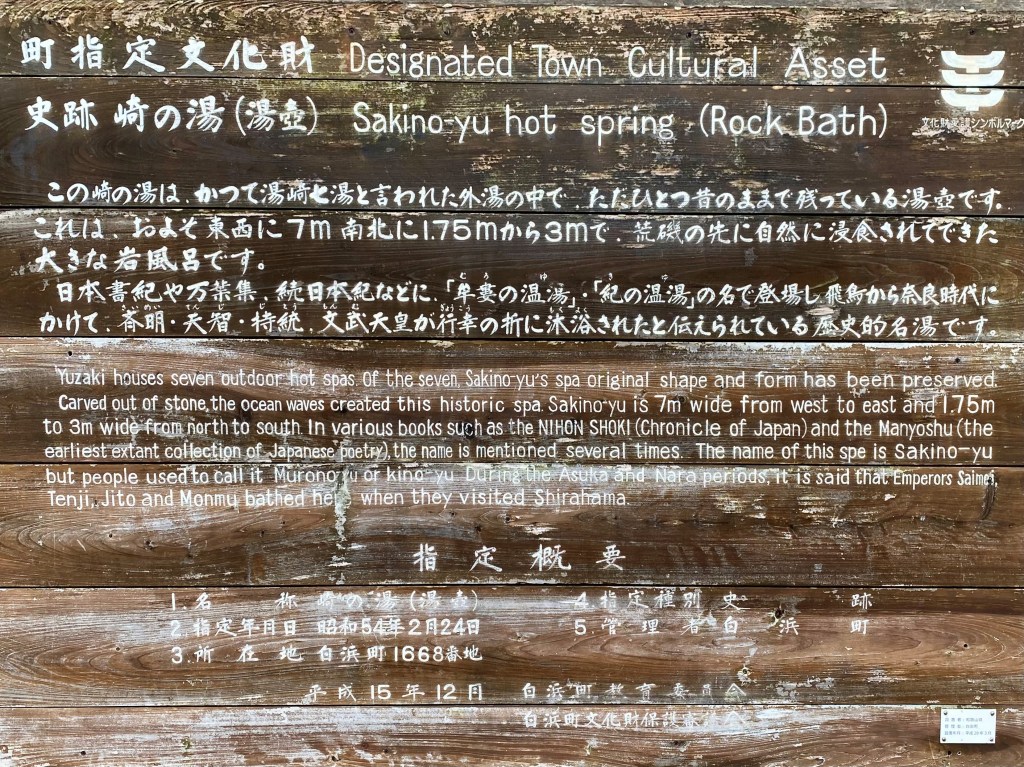 町指定文化財 Designated Town Cultural Asset
史跡 崎の湯(湯壺) Sakino-yu hot spring (Rock Bath)
文化財愛護シンボルマーク
この崎の湯は、かつて湯崎七湯と言われた外湯の中で、ただひとつ昔のままで残っている湯壺です。
これは、およそ東西に7m南北に1.75mから3mで、荒磯の先に自然に浸食されてできた
大きな岩風呂です。
日本書紀や万葉集、続日本紀などに、「牟婁の温湯」・「紀の温湯」の名で登場し飛鳥から奈良時代に
かけて、斉明・天智・持統、文武天皇が行幸の折に沐浴されたと伝えられている歴史的名湯です。
Yuzaki houses seven outdoor hot spas. Of the seven, Sakino-yu's spa original shape and form has been preserved.
Carved out of stone, the ocean waves created this historic spa. Sakino-yu is 7m wide from west to east and 1.75m
to 3m wide from north to south. In various books such as the NIHON SHOKI (Chronicle of Japan) and the Manyoshu (the
earliest extant collection of Japanese poetry), the name is mentioned several times. The name of this spe is Sakino-yu
but people used to call it Murono-yu or kino-yu During the Asuka and Nara periods, it is said that Emperors Saimei,
Tenji, Jito and Monmu bathed her when they visited Shirahama.
指定概要
1.名称 崎の湯(湯壺) 4.指定種別 史跡
2.指定年月日 昭和54年2月24日 5.管理者 白浜町
3.所在地 白浜町1668番地
平成15年12月 白浜町教育委員会
白浜町文化財保護審議会